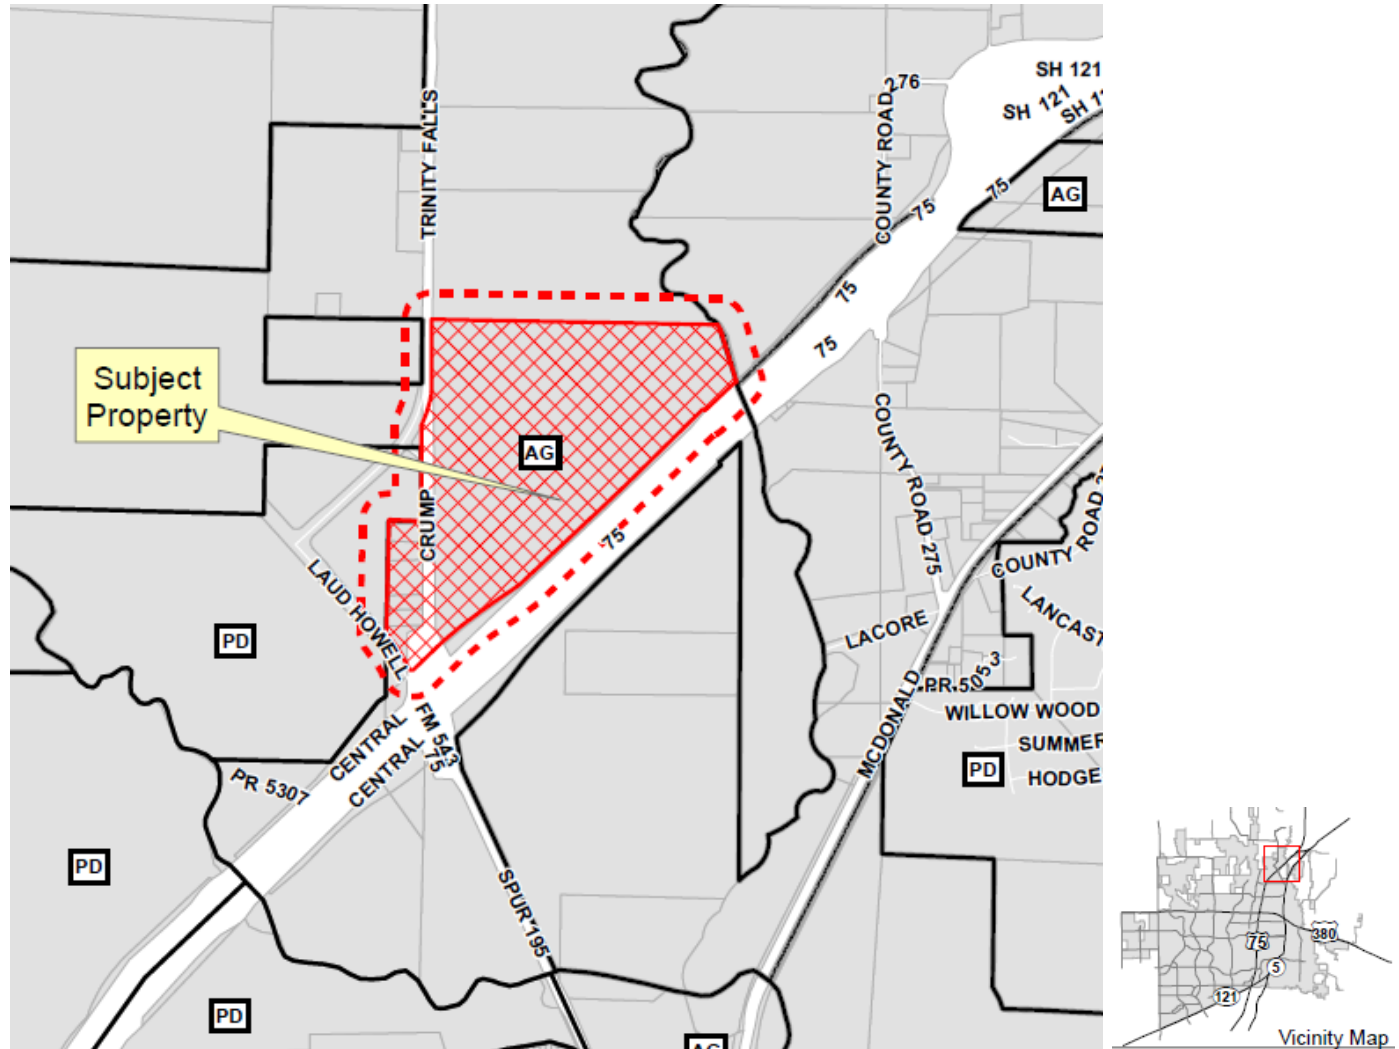 SH 121
SH 121
276
COUNTY ROAD
TRINITY FALLS
75
AG
75
75
75
Subject
Property
AG
COUNTY ROAD 275
CRUMP
75
COUNTY ROAD
LAUD HOWELL
LANCAST
LACORE
PD
PR 5053
MCDONALD
WILLOW WOOD
CENTRAL
FM 543
SUMMER
CENTRAL
75
PD
HODGE
PR 5307
PD
SPUR 195
75
380
5
121
PD
AG
Vicinity Map